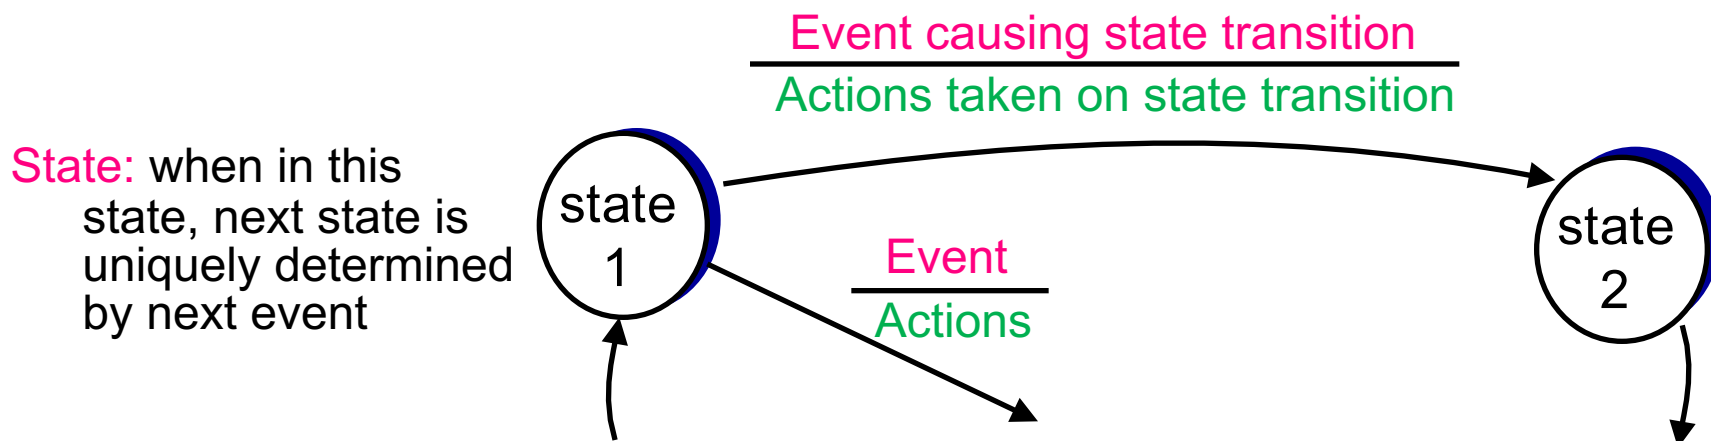 Event causing state transition
Actions taken on state transition
State: when in this
state, next state is
uniquely determined
by next event
state
1
Event
Actions
state
2